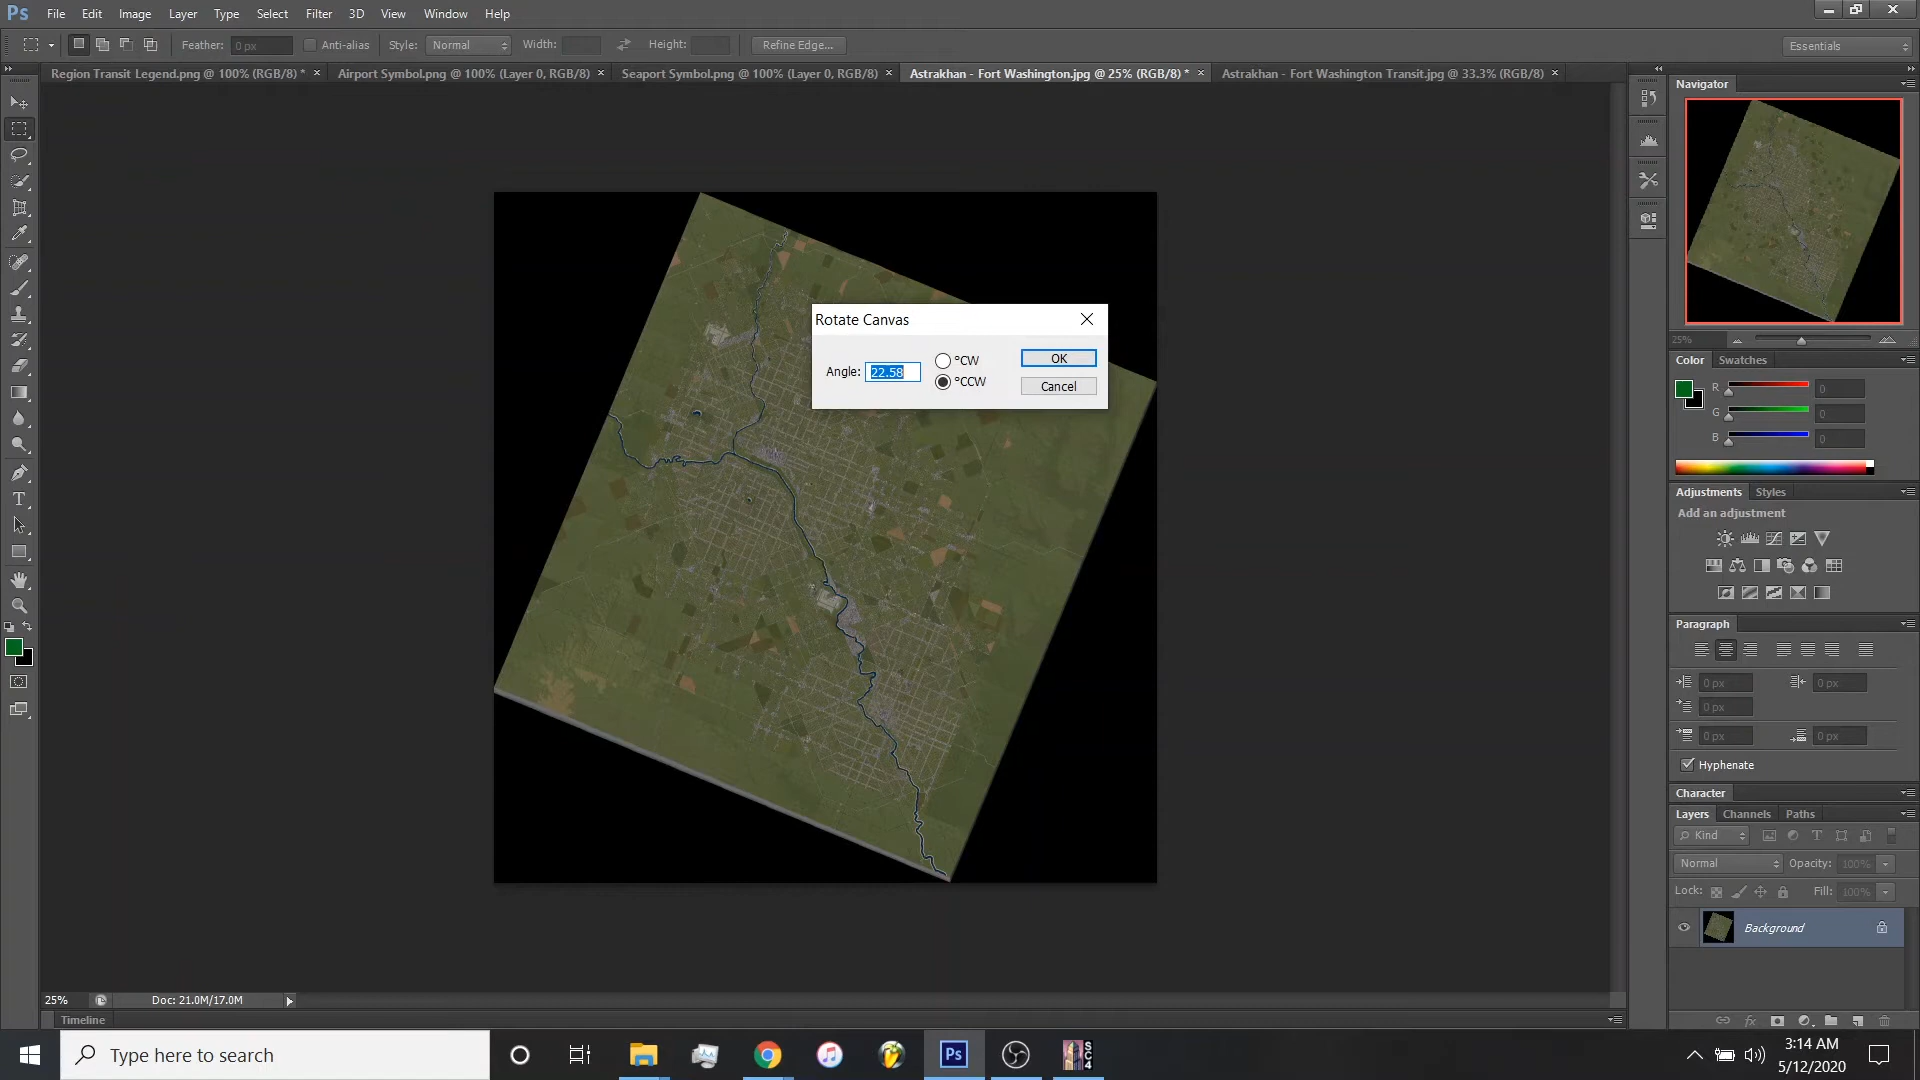 Ps File Edit Image Layer Type Select Filter 3D View Window Help
Feather: 0 px Anti-alias Style: Normal Width: Height: Refine Edge... Essentials
Region Transit Legend.png @ 100% (RGB/8) * × Airport Symbol.png @ 100% (Layer 0, RGB/8) × Seaport Symbol.png @ 100% (Layer 0, RGB/8) × Astrakhan - Fort Washington.jpg @ 25% (RGB/8) * × Astrakhan - Fort Washington Transit.jpg @ 33.3% (RGB/8) ×
Navigator
25%
Rotate Canvas
Angle: 22.58 °CW °CCW OK Cancel
Color Swatches
R 0
G 0
B 0
Adjustments Styles
Add an adjustment
Paragraph
0 px 0 px
0 px
0 px 0 px
Hyphenate
Character
Layers Channels Paths
Kind
Normal Opacity: 100%
Lock: Fill: 100%
Background
25% Doc: 21.0M/17.0M
Timeline
Type here to search
Ps
SC4
3:14 AM
5/12/2020